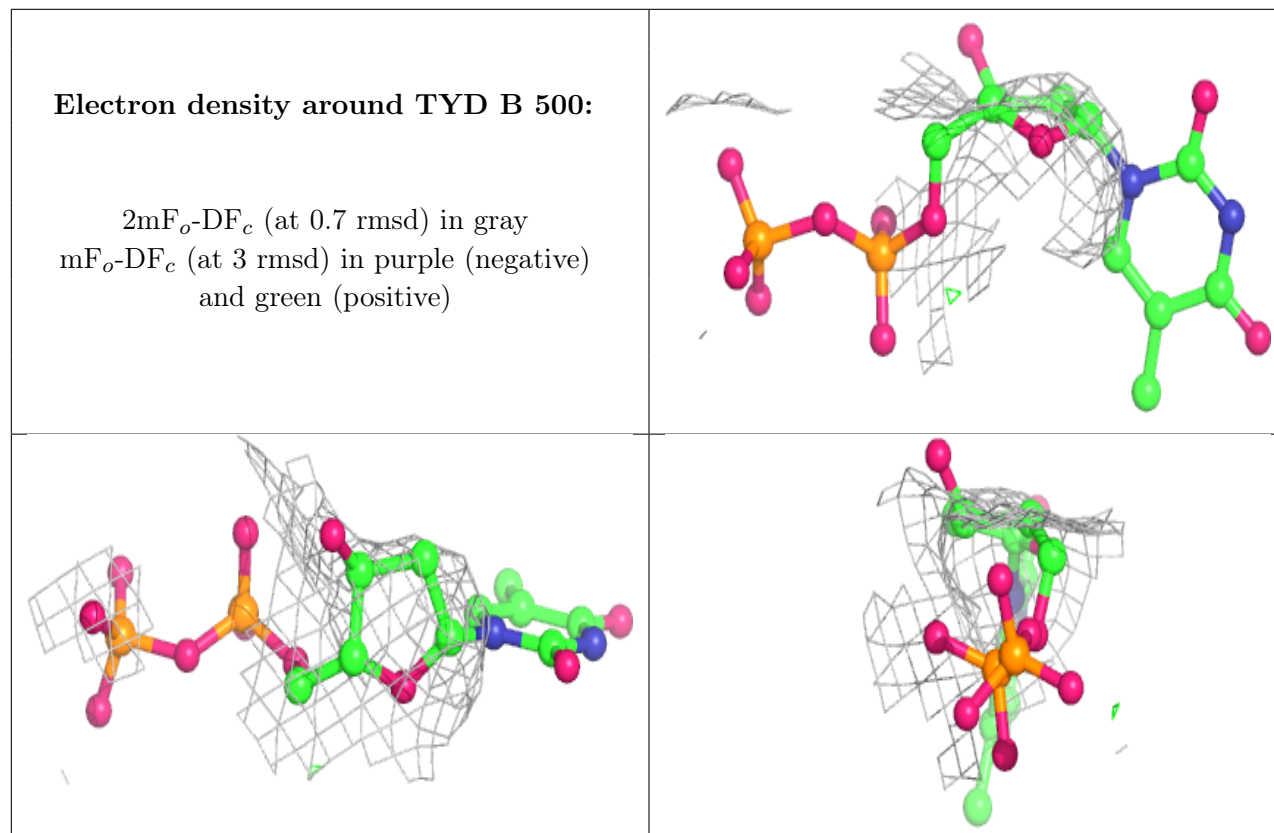 Electron density around TYD B 500:
2mFo-DFc (at 0.7 rmsd) in gray
mFo-DFc (at 3 rmsd) in purple (negative)
and green (positive)